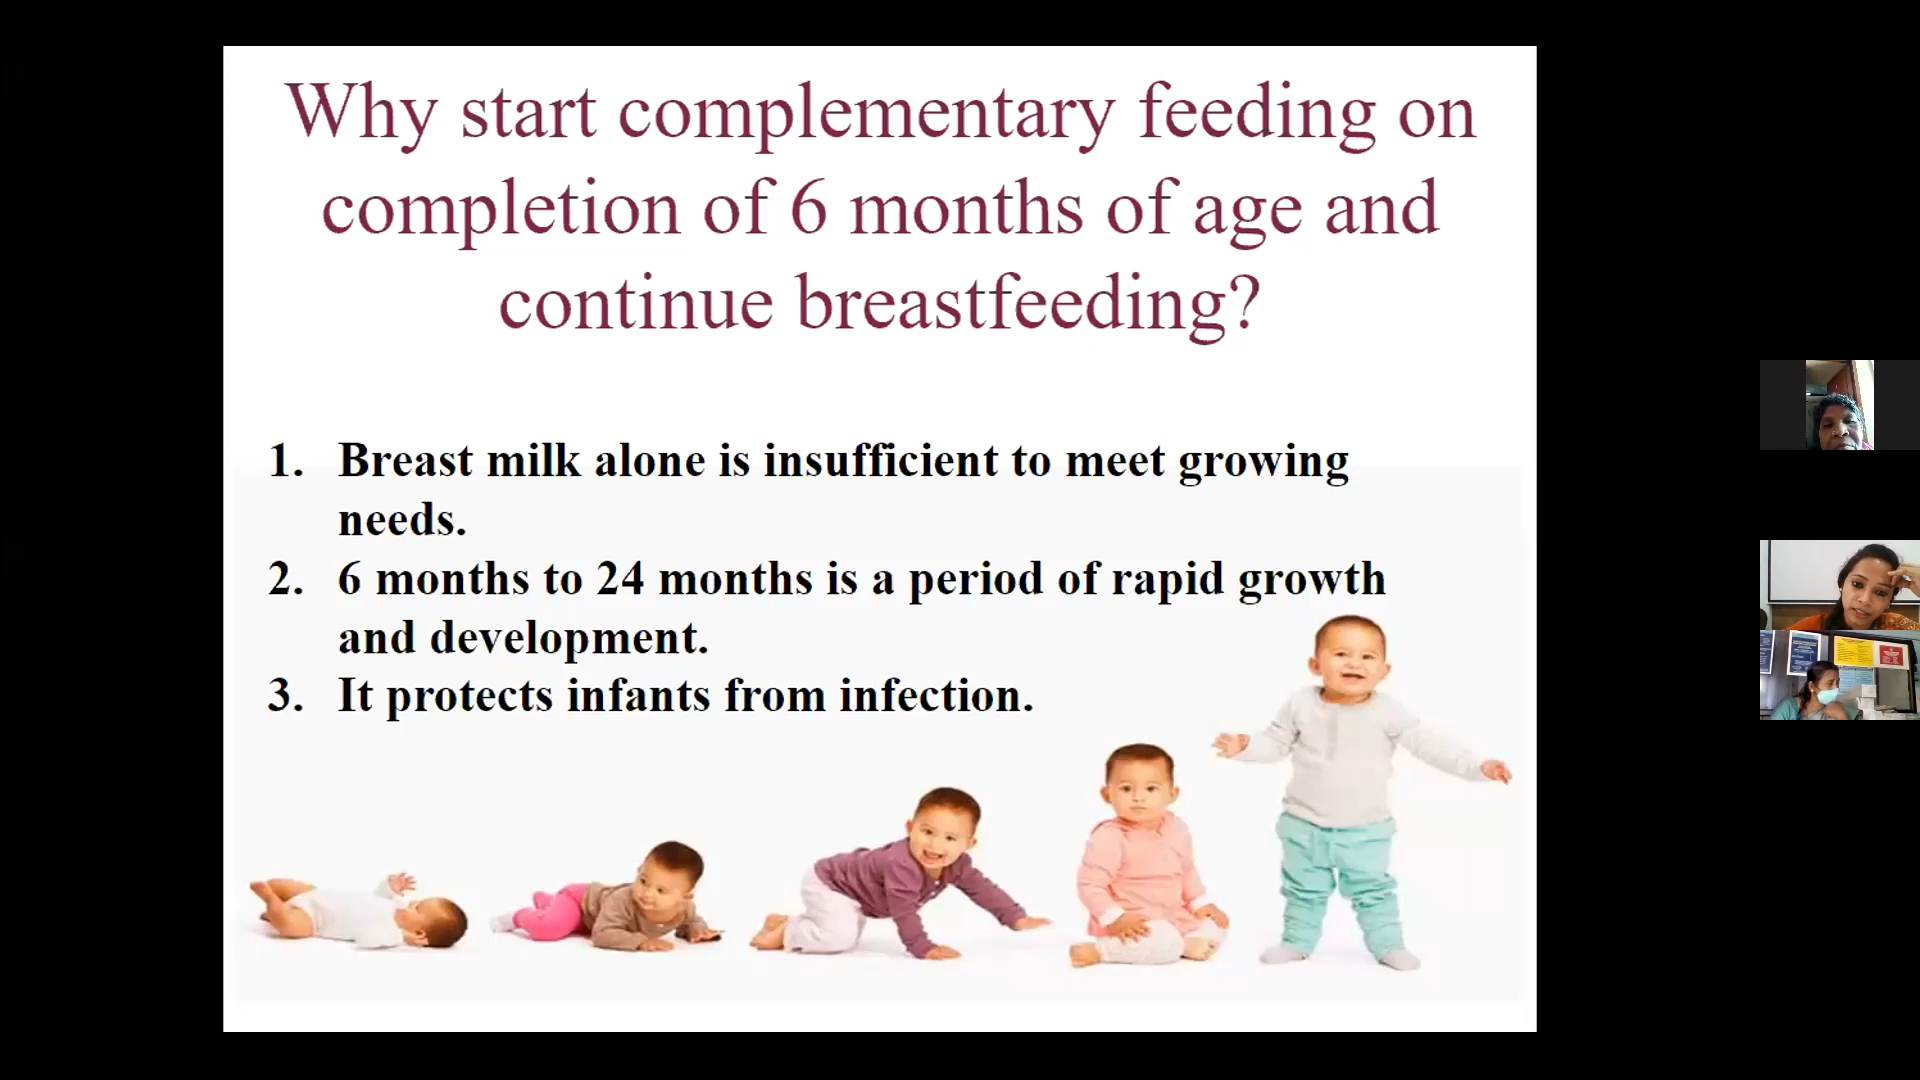 Why start complementary feeding on
completion of 6 months of age and
continue breastfeeding?
1. Breast milk alone is insufficient to meet growing
needs.
2. 6 months to 24 months is a period of rapid growth
and development.
3. It protects infants from infection.